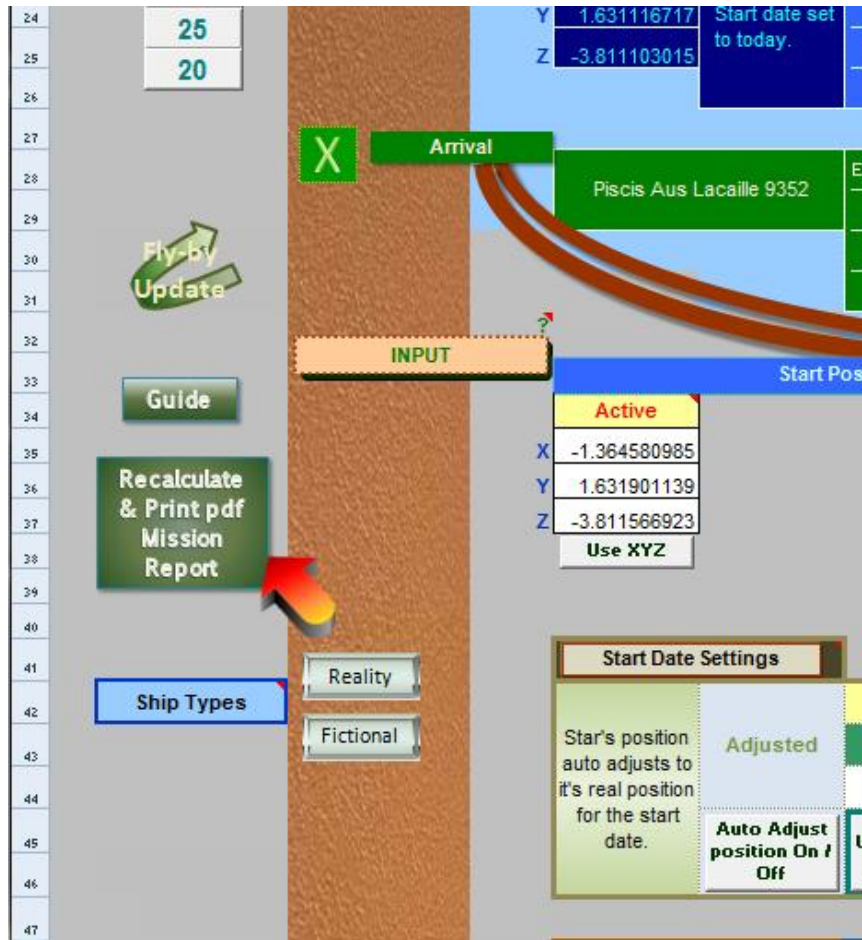 24
Y 1.631116717 Start date set
to today.
25
Z -3.811103015
25
20
26
27
X Arrival
28
Piscis Aus Lacaille 9352 E
29
30
Fly-by
Update
31
32
?
INPUT
33
Start Pos
Guide
34
Active
35
X -1.364580985
Recalculate
& Print pdf
Mission
Report
36
Y 1.631901139
37
Z -3.811566923
38
Use XYZ
39
40
41
Reality
Start Date Settings
42
Ship Types
Fictional
43
Star's position
auto adjusts to
it's real position
for the start
date.
Adjusted
44
45
Auto Adjust
position On /
Off
U
46
47